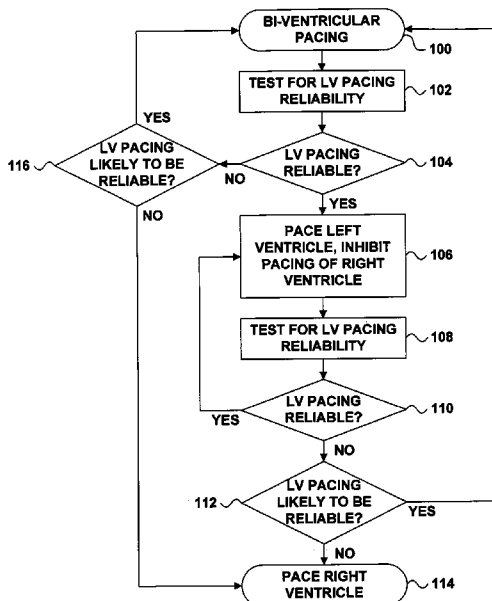 BI-VENTRICULAR
PACING
100
TEST FOR LV PACING
RELIABILITY
102
YES
LV PACING
LIKELY TO BE
RELIABLE?
116
NO
LV PACING
RELIABLE?
104
NO
YES
PACE LEFT
VENTRICLE, INHIBIT
PACING OF RIGHT
VENTRICLE
106
TEST FOR LV PACING
RELIABILITY
108
LV PACING
RELIABLE?
110
YES
NO
LV PACING
LIKELY TO BE
RELIABLE?
112
YES
NO
PACE RIGHT
VENTRICLE
114